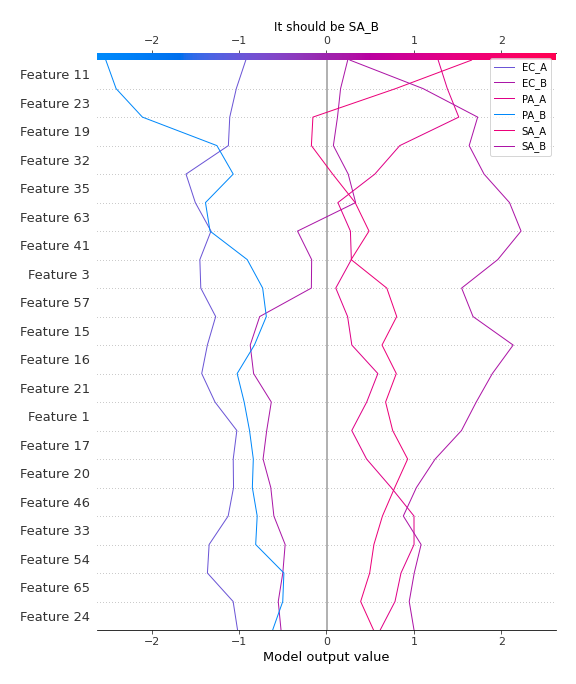 It should be SA_B
−2 −1 0 1 2
EC_A
EC_B
PA_A
PA_B
SA_A
SA_B
Feature 11
Feature 23
Feature 19
Feature 32
Feature 35
Feature 63
Feature 41
Feature 3
Feature 57
Feature 15
Feature 16
Feature 21
Feature 1
Feature 17
Feature 20
Feature 46
Feature 33
Feature 54
Feature 65
Feature 24
−2 −1 0 1 2
Model output value